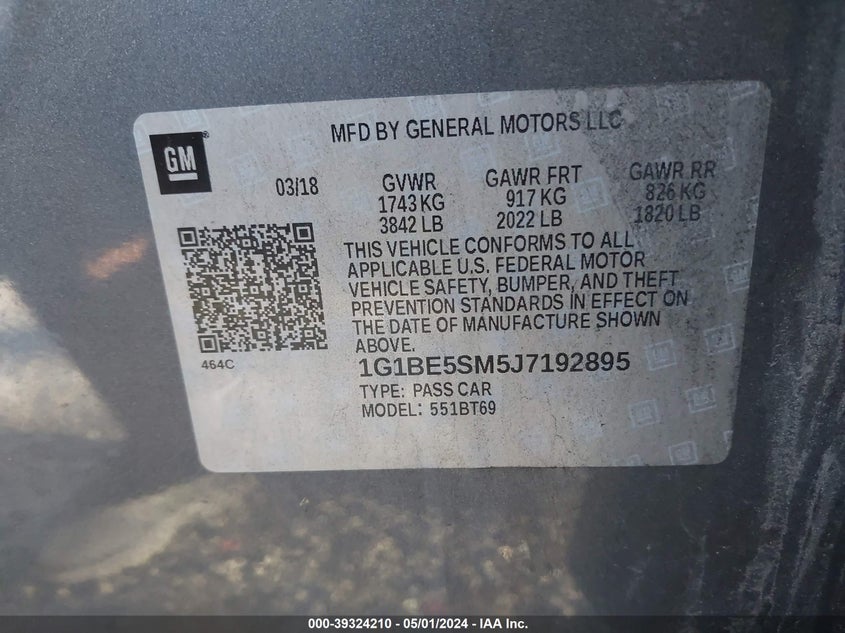 MFD BY GENERAL MOTORS LLC
GM®
03/18 GVWR GAWR FRT GAWR RR
1743 KG 917 KG 826 KG
3842 LB 2022 LB 1820 LB
THIS VEHICLE CONFORMS TO ALL
APPLICABLE U.S. FEDERAL MOTOR
VEHICLE SAFETY, BUMPER, AND THEFT
PREVENTION STANDARDS IN EFFECT ON
THE DATE OF MANUFACTURE SHOWN
ABOVE.
464C
1G1BE5SM5J7192895
TYPE: PASS CAR
MODEL: 551BT69
000-39324210 - 05/01/2024 - IAA Inc.